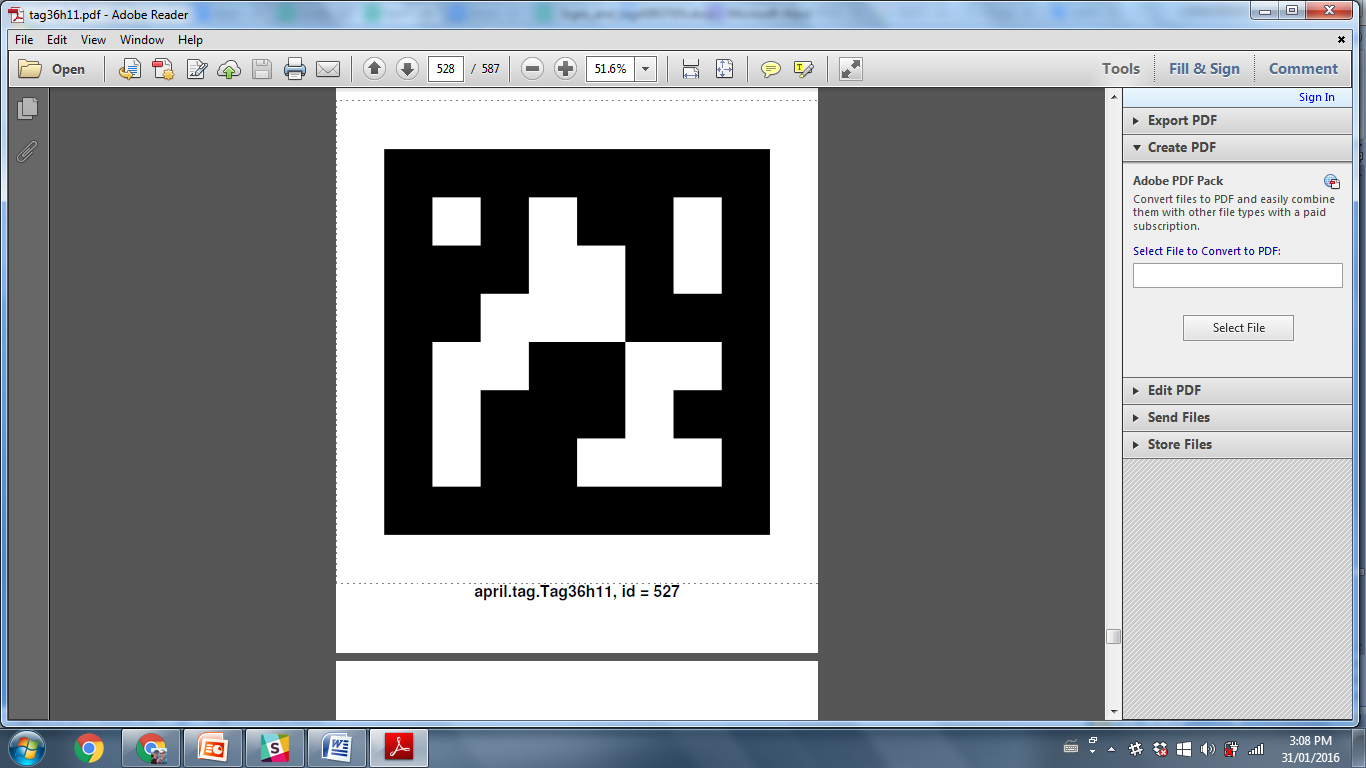 tag36h11.pdf - Adobe Reader
File Edit View Window Help
Open 528 / 587 51.6% Tools Fill & Sign Comment
Sign In
Export PDF
Create PDF
Adobe PDF Pack
Convert files to PDF and easily combine
them with other file types with a paid
subscription.
Select File to Convert to PDF:
Select File
Edit PDF
Send Files
Store Files
april.tag.Tag36h11, id = 527
3:08 PM
31/01/2016